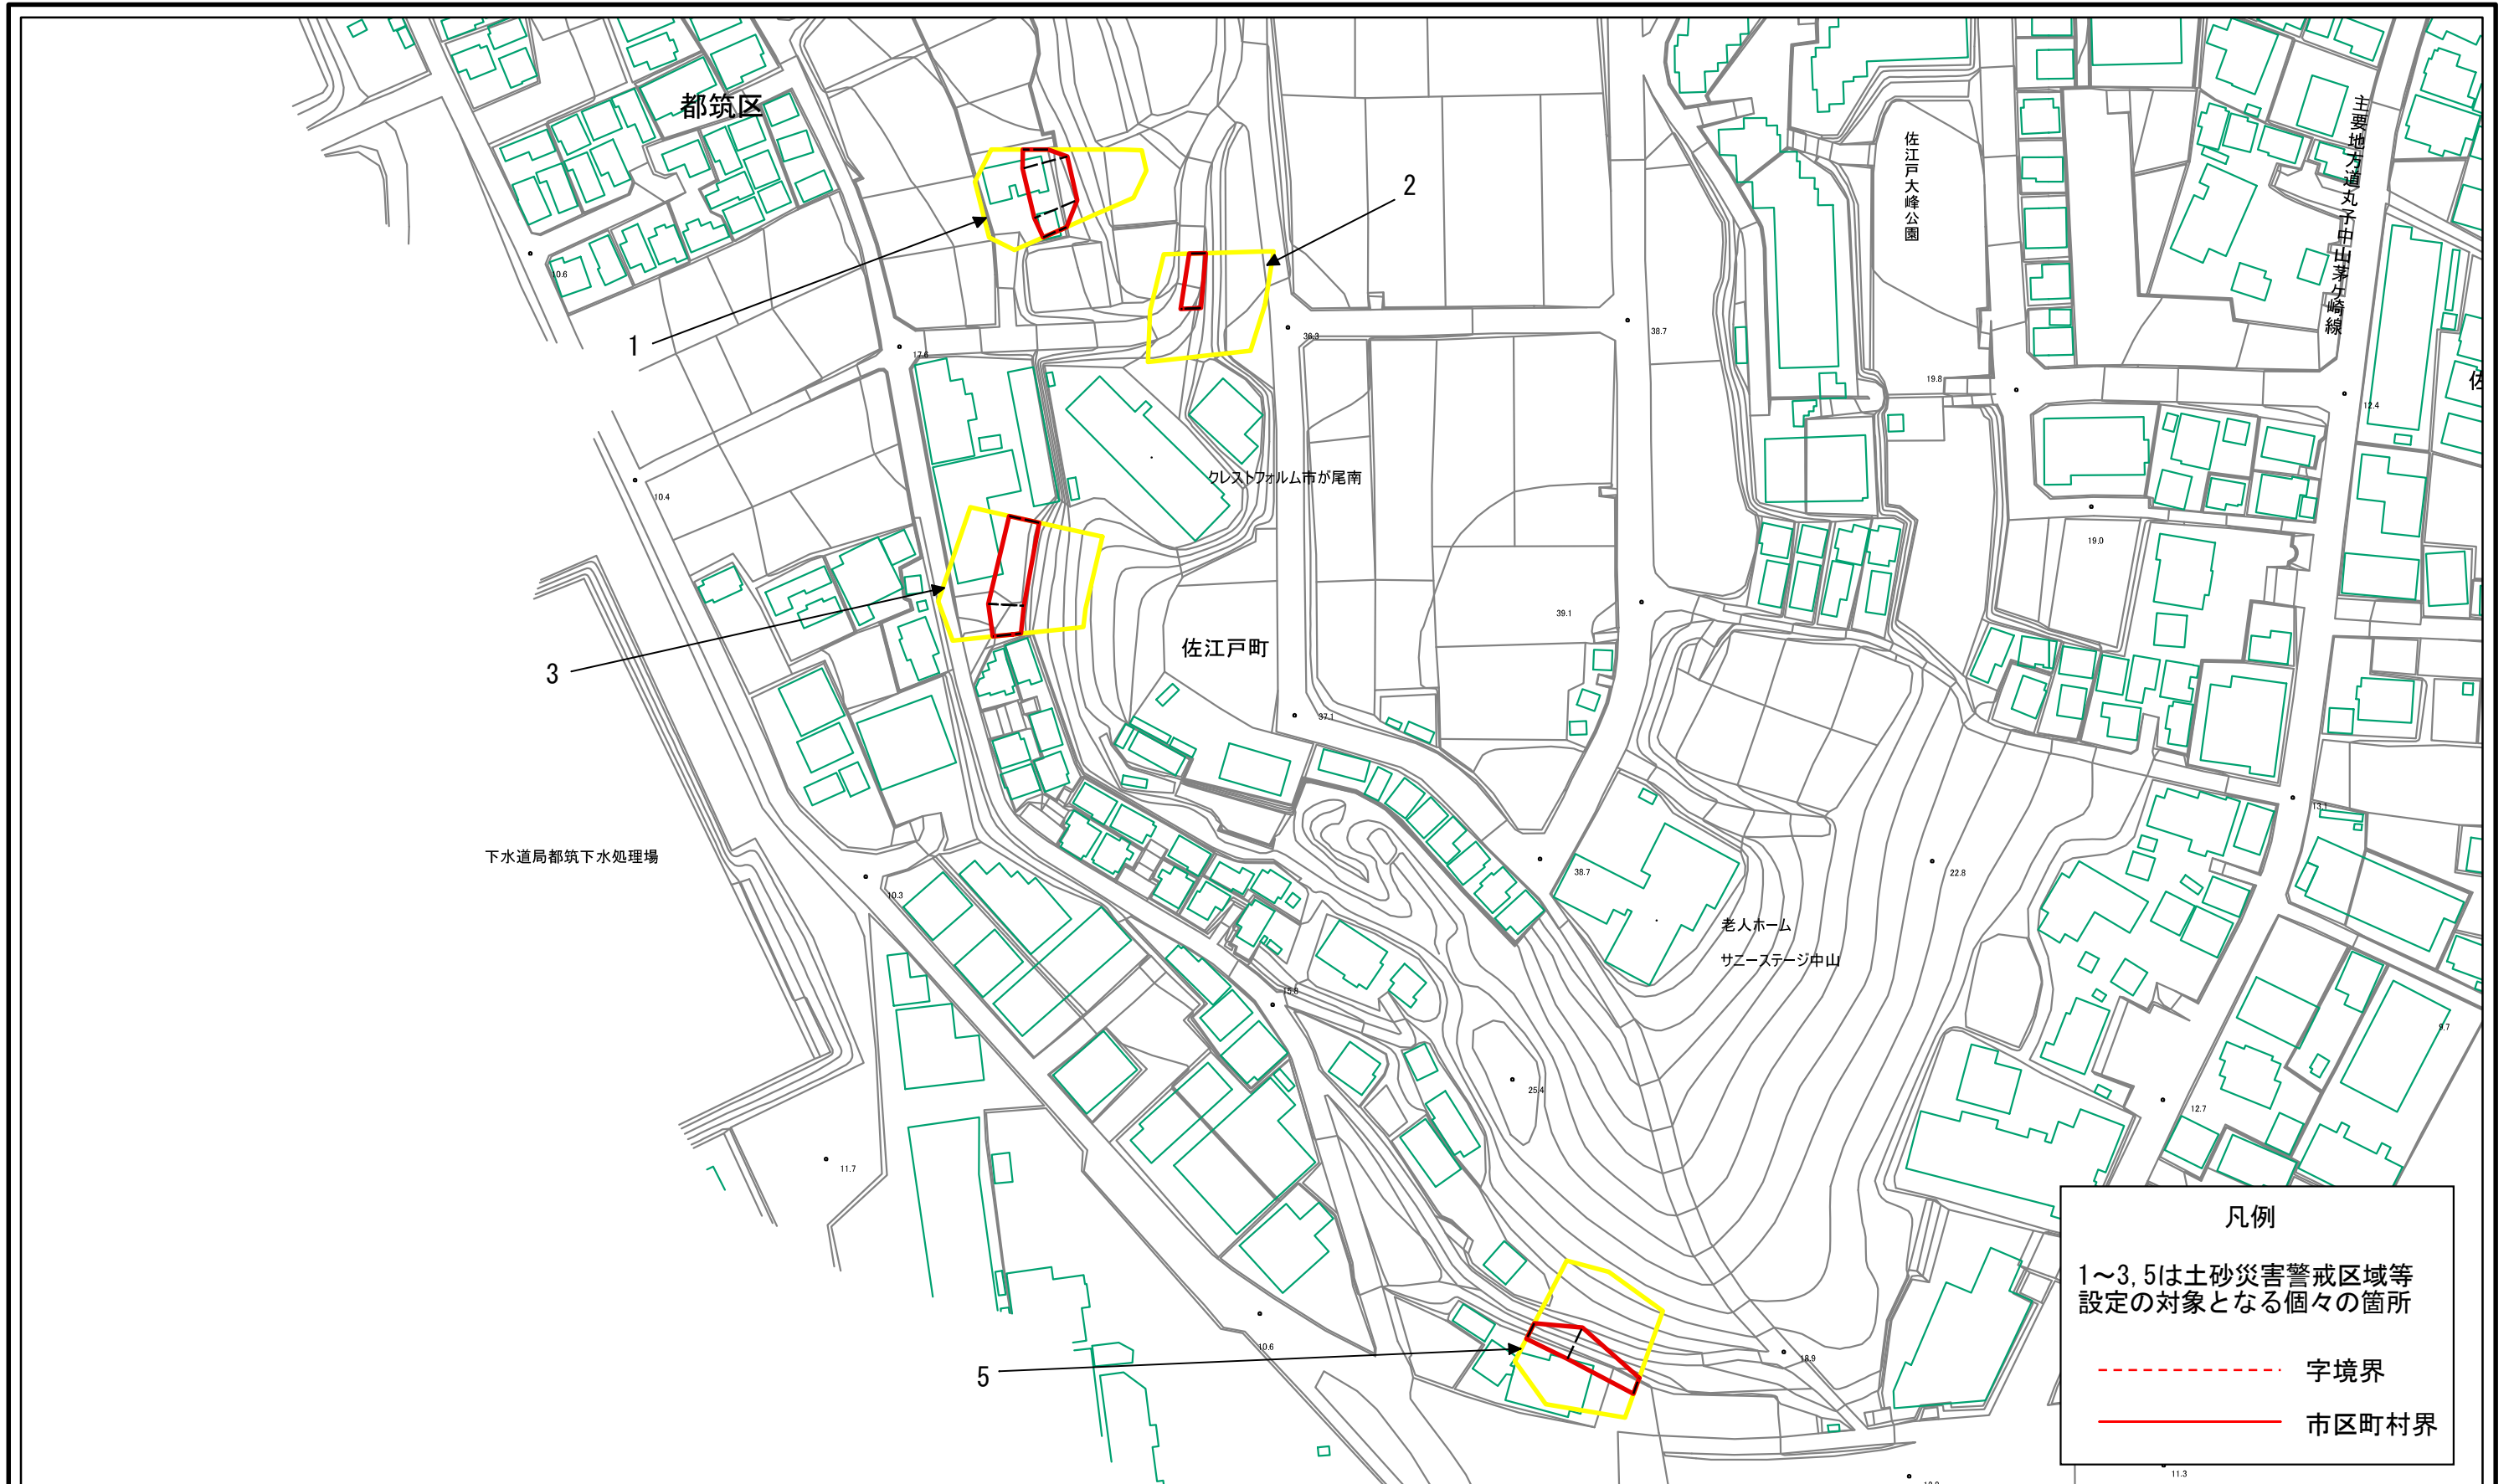 都筑区
佐江戸大峰公園
主要地方道丸子中山茅ケ崎線
2
10.6
1
17.6
36.3
38.7
19.8
12.4
佐
クレストフォルム市が尾南
10.4
19.0
39.1
佐江戸町
3
37.1
13.1
下水道局都筑下水処理場
38.7
22.8
10.3
老人ホーム
サニーステージ中山
15.8
9.7
25.4
12.7
11.7
凡例
1～3,5は土砂災害警戒区域等
設定の対象となる個々の箇所
10.6
18.9
5
字境界
市区町村界
11.3